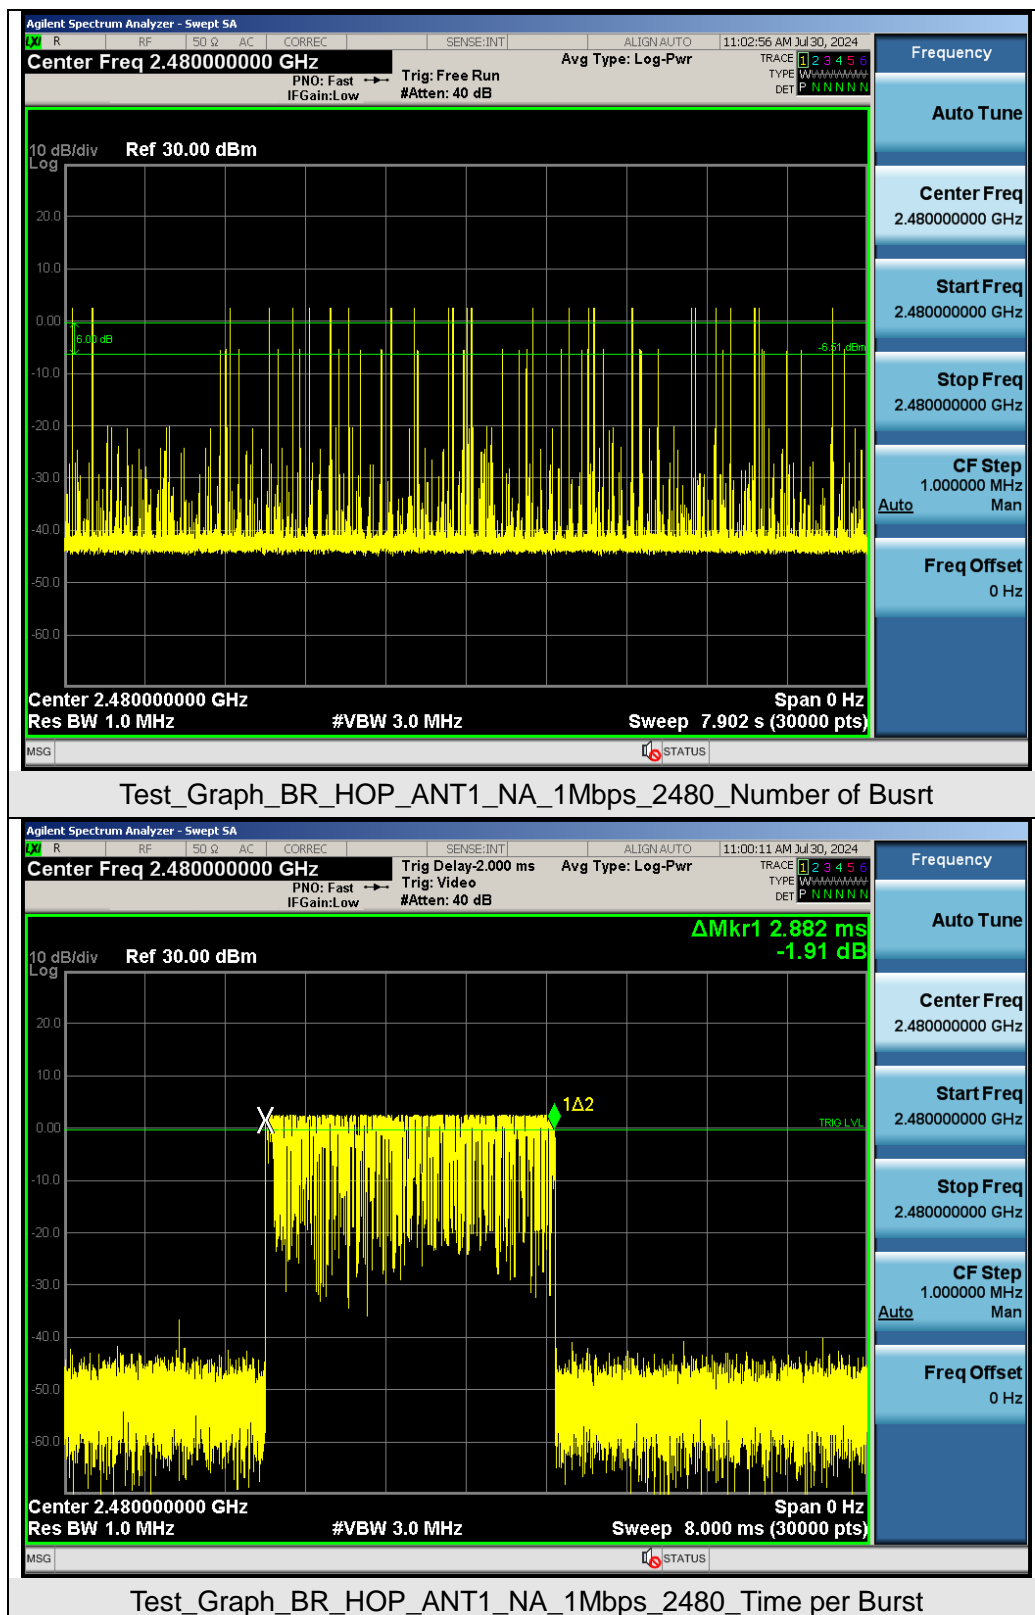 Agilent Spectrum Analyzer - Swept SA
LXI R RF 50 Ω AC CORREC SENSE:INT ALIGN AUTO 11:02:56 AM Jul 30, 2024
Center Freq 2.480000000 GHz Avg Type: Log-Pwr TRACE 1 2 3 4 5 6
PNO: Fast Trig: Free Run TYPE W
IFGain:Low #Atten: 40 dB DET P N N N N N
10 dB/div Ref 30.00 dBm
Log
20.0
10.0
0.00
6.00 dB
-6.51 dBm
-10.0
-20.0
-30.0
-40.0
-50.0
-60.0
Center 2.480000000 GHz Span 0 Hz
Res BW 1.0 MHz #VBW 3.0 MHz Sweep 7.902 s (30000 pts)
MSG STATUS
Frequency
Auto Tune
Center Freq
2.480000000 GHz
Start Freq
2.480000000 GHz
Stop Freq
2.480000000 GHz
CF Step
1.000000 MHz
Auto Man
Freq Offset
0 Hz
Test_Graph_BR_HOP_ANT1_NA_1Mbps_2480_Number of Busrt
Agilent Spectrum Analyzer - Swept SA
LXI R RF 50 Ω AC CORREC SENSE:INT ALIGN AUTO 11:00:11 AM Jul 30, 2024
Center Freq 2.480000000 GHz Trig Delay-2.000 ms Avg Type: Log-Pwr TRACE 1 2 3 4 5 6
PNO: Fast Trig: Video TYPE W
IFGain:Low #Atten: 40 dB DET P N N N N N
ΔMkr1 2.882 ms
-1.91 dB
10 dB/div Ref 30.00 dBm
Log
20.0
10.0
1Δ2
0.00
TRIG LVL
-10.0
-20.0
-30.0
-40.0
-50.0
-60.0
Center 2.480000000 GHz Span 0 Hz
Res BW 1.0 MHz #VBW 3.0 MHz Sweep 8.000 ms (30000 pts)
MSG STATUS
Frequency
Auto Tune
Center Freq
2.480000000 GHz
Start Freq
2.480000000 GHz
Stop Freq
2.480000000 GHz
CF Step
1.000000 MHz
Auto Man
Freq Offset
0 Hz
Test_Graph_BR_HOP_ANT1_NA_1Mbps_2480_Time per Burst